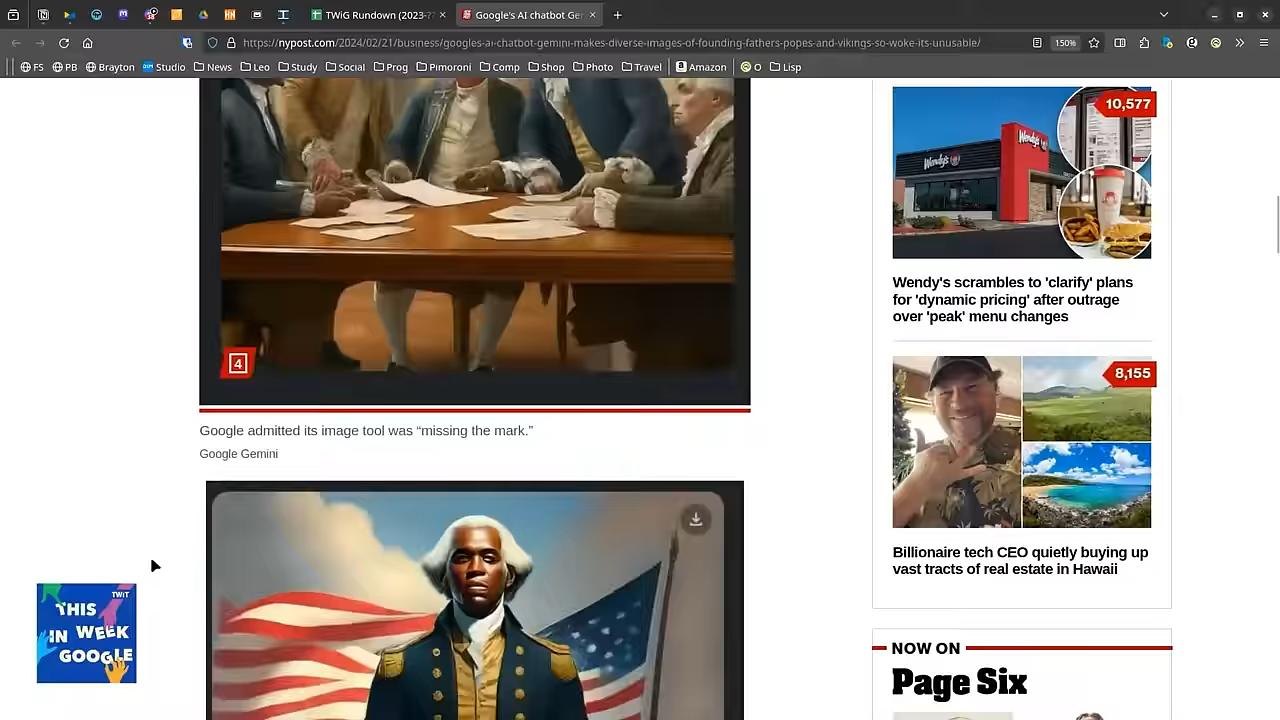 TWiG Rundown (2023-??
Google's AI chatbot Ger
https://nypost.com/2024/02/21/business/googles-ai-chatbot-gemini-makes-diverse-images-of-founding-fathers-popes-and-vikings-so-woke-its-unusable/
150%
FS PB Brayton Studio News Leo Study Social Prog Pimoroni Comp Shop Photo Travel Amazon O Lisp
4
Google admitted its image tool was “missing the mark.”
Google Gemini
TWiT
THIS
IN WEEK
GOOGLE
10,577
Wendy's
Wendy's
Wendy's scrambles to 'clarify' plans
for 'dynamic pricing' after outrage
over 'peak' menu changes
8,155
Billionaire tech CEO quietly buying up
vast tracts of real estate in Hawaii
NOW ON
Page Six